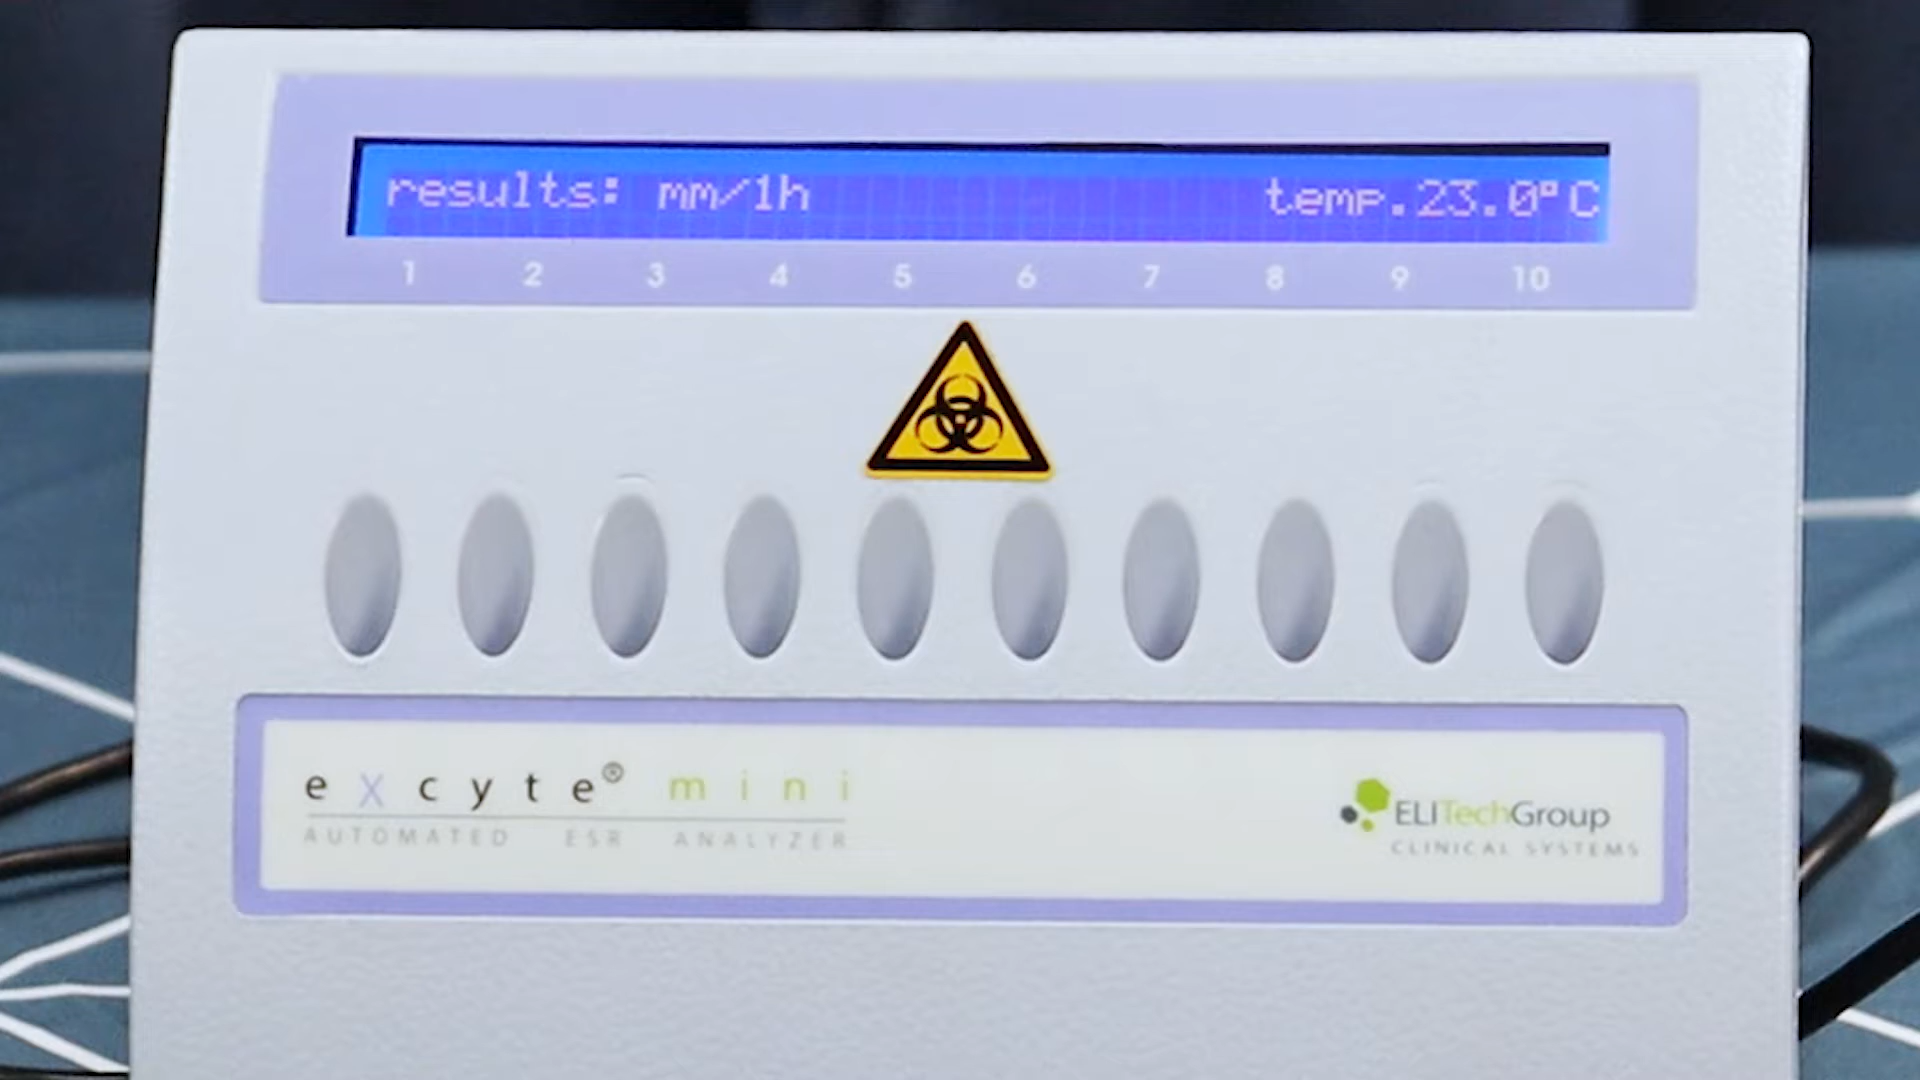 results: mm/1h temp.23.0°C
1 2 3 4 5 6 7 8 9 10
excyte® mini
AUTOMATED ESR ANALYZER
ELITechGroup
CLINICAL SYSTEMS